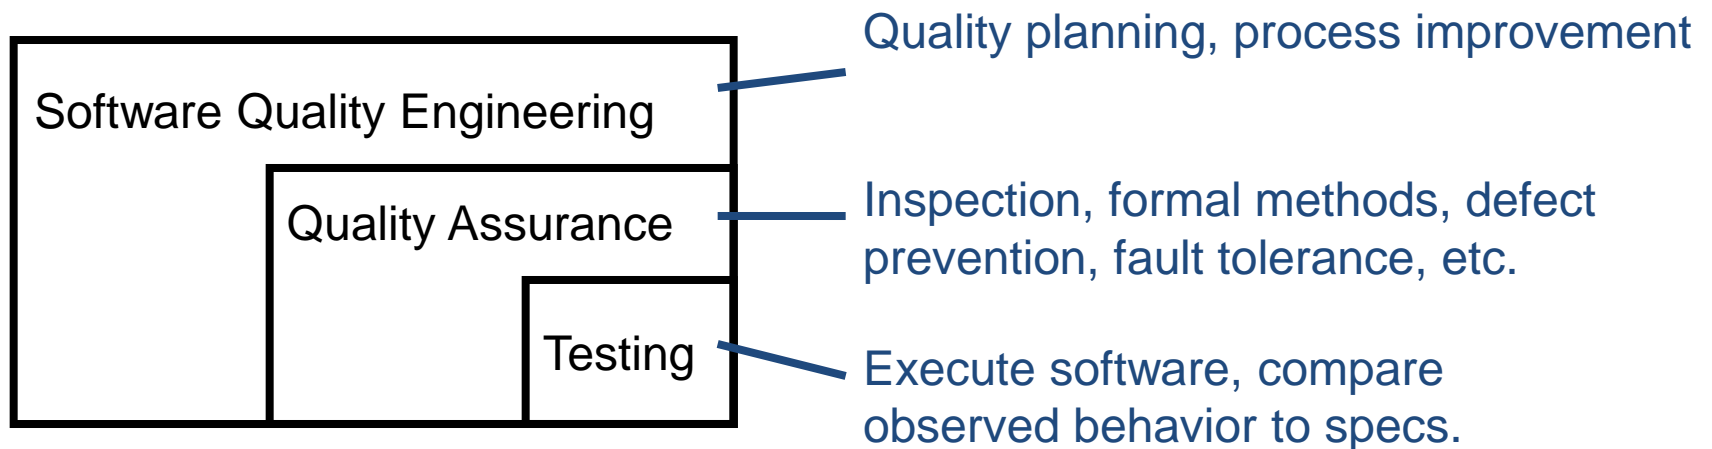 Quality planning, process improvement
Software Quality Engineering
Inspection, formal methods, defect
prevention, fault tolerance, etc.
Quality Assurance
Testing
Execute software, compare
observed behavior to specs.